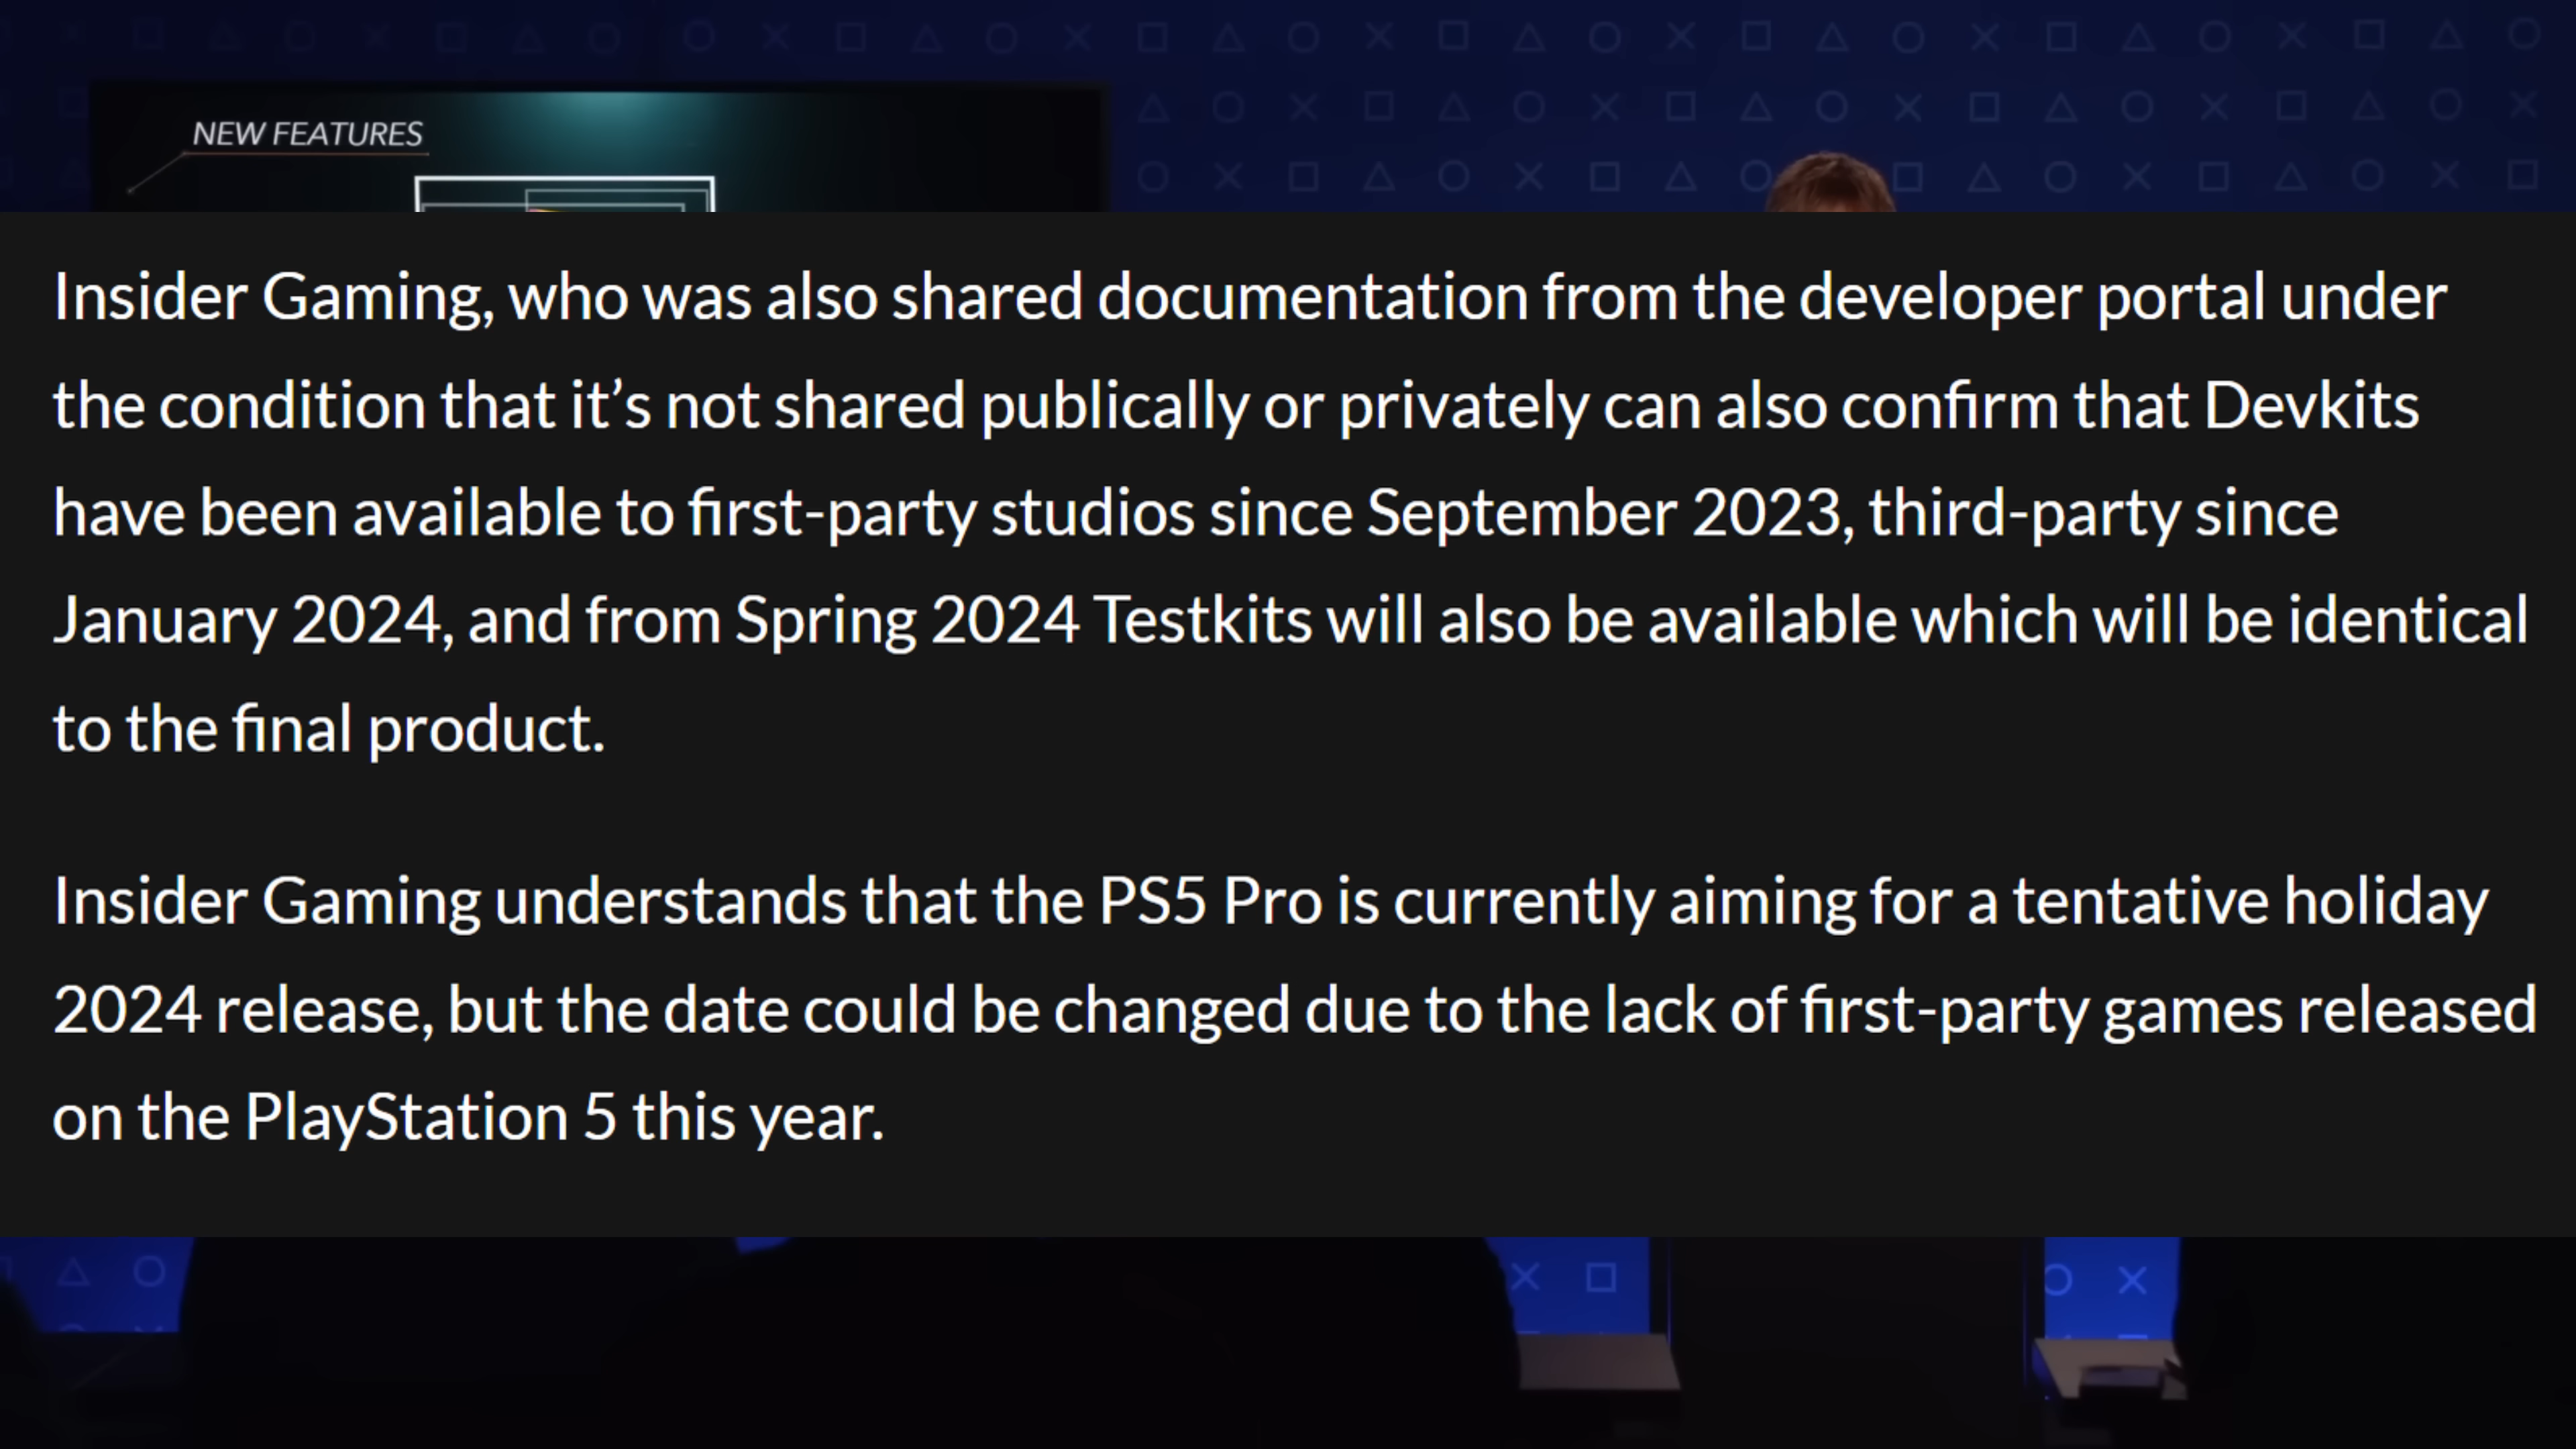 NEW FEATURES
Insider Gaming, who was also shared documentation from the developer portal under
the condition that it’s not shared publically or privately can also confirm that Devkits
have been available to first-party studios since September 2023, third-party since
January 2024, and from Spring 2024 Testkits will also be available which will be identical
to the final product.
Insider Gaming understands that the PS5 Pro is currently aiming for a tentative holiday
2024 release, but the date could be changed due to the lack of first-party games released
on the PlayStation 5 this year.